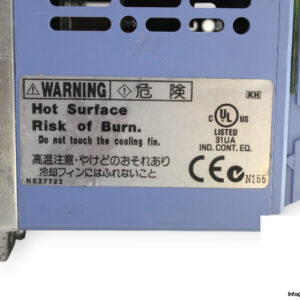 WARNING 危険
KH
Hot Surface
Risk of Burn.
Do not touch the cooling fin.
高温注意・やけどのおそれあり
冷却フィンにはふれないこと
NE27722
C UL US
LISTED
31UA
IND. CONT. EQ.
CE N155